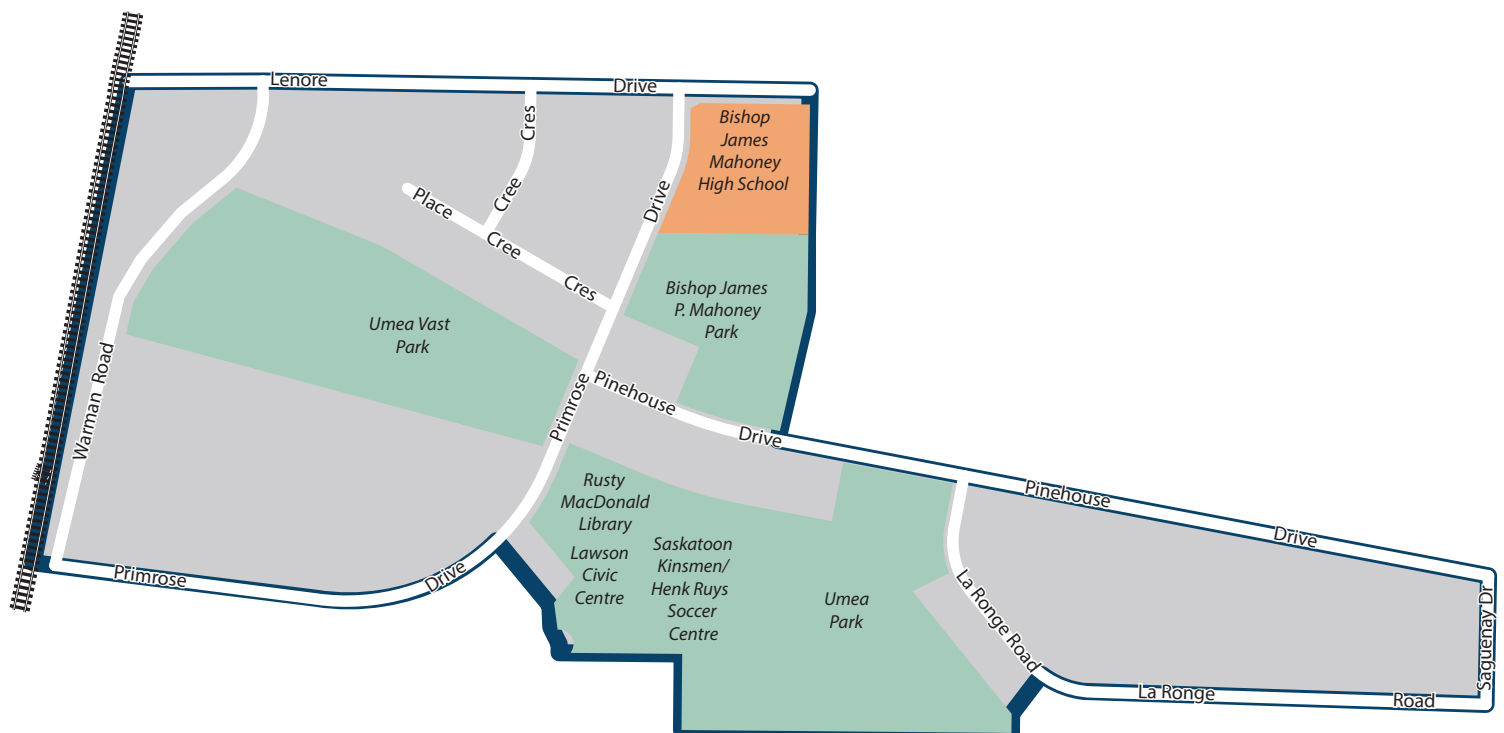 Lenore Drive
Bishop
James
Mahoney
High School
Cres
Cree
Place
Cree
Cres
Drive
Bishop James
P. Mahoney
Park
Umea Vast
Park
Warman Road
Primrose
Pinehouse
Drive
Pinehouse
Drive
Rusty
MacDonald
Library
Lawson
Civic
Centre
Saskatoon
Kinsmen/
Henk Ruys
Soccer
Centre
Umea
Park
Primrose
Drive
La Ronge Road
Saguenay Dr
La Ronge
Road